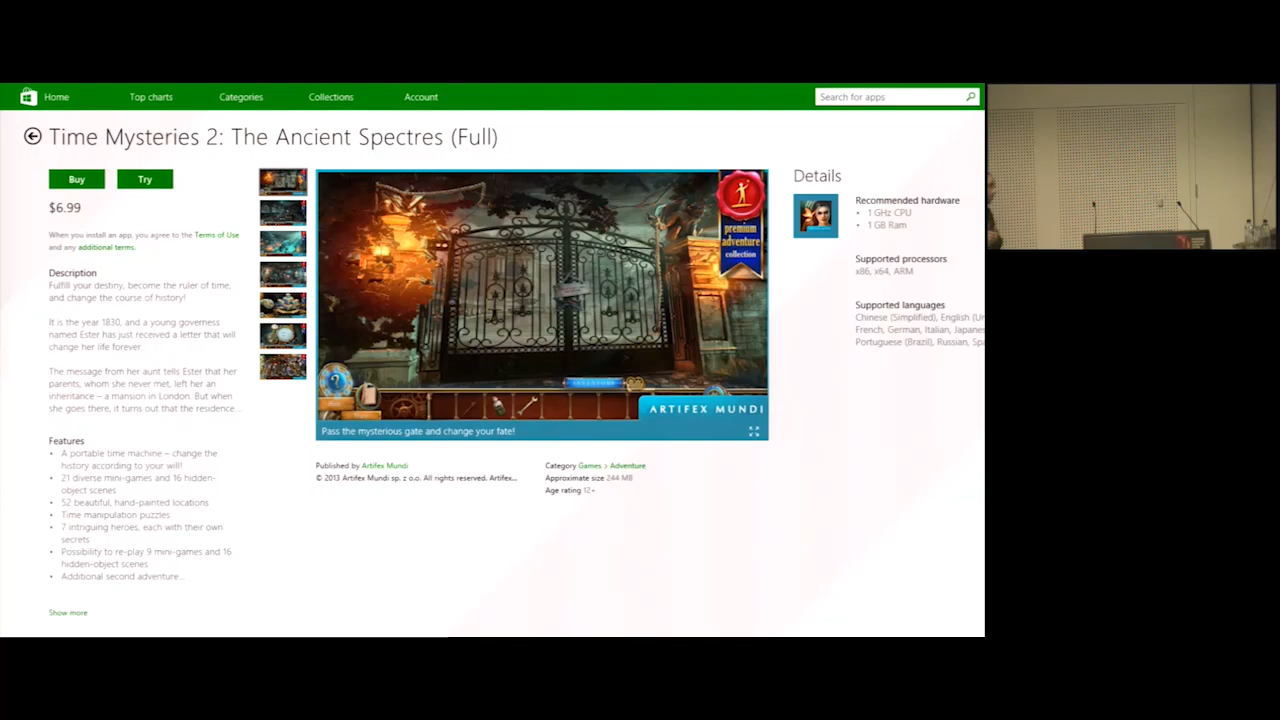 Home
Top charts
Categories
Collections
Account
Search for apps
Time Mysteries 2: The Ancient Spectres (Full)
Buy
Try
$6.99
When you install an app, you agree to the Terms of Use
and any additional terms.
Description
Fulfill your destiny, become the ruler of time,
and change the course of history!
It is the year 1830, and a young governess
named Ester has just received a letter that will
change her life forever.
The message from her aunt tells Ester that her
parents, whom she never met, left her an
inheritance – a mansion in London. But when
she goes there, it turns out that the residence...
Features
• A portable time machine – change the
history according to your will!
• 21 diverse mini-games and 16 hidden-
object scenes
• 52 beautiful, hand-painted locations
• Time manipulation puzzles
• 7 intriguing heroes, each with their own
secrets
• Possibility to re-play 9 mini-games and 16
hidden-object scenes
• Additional second adventure...
Show more
premium
adventure
collection
INVENTORY
ARTIFEX MUNDI
Pass the mysterious gate and change your fate!
Published by Artifex Mundi
© 2013 Artifex Mundi sp. z o.o. All rights reserved. Artifex...
Category Games > Adventure
Approximate size 244 MB
Age rating 12+
Details
Recommended hardware
• 1 GHz CPU
• 1 GB Ram
Supported processors
x86, x64, ARM
Supported languages
Chinese (Simplified), English (Un
French, German, Italian, Japanes
Portuguese (Brazil), Russian, Spa